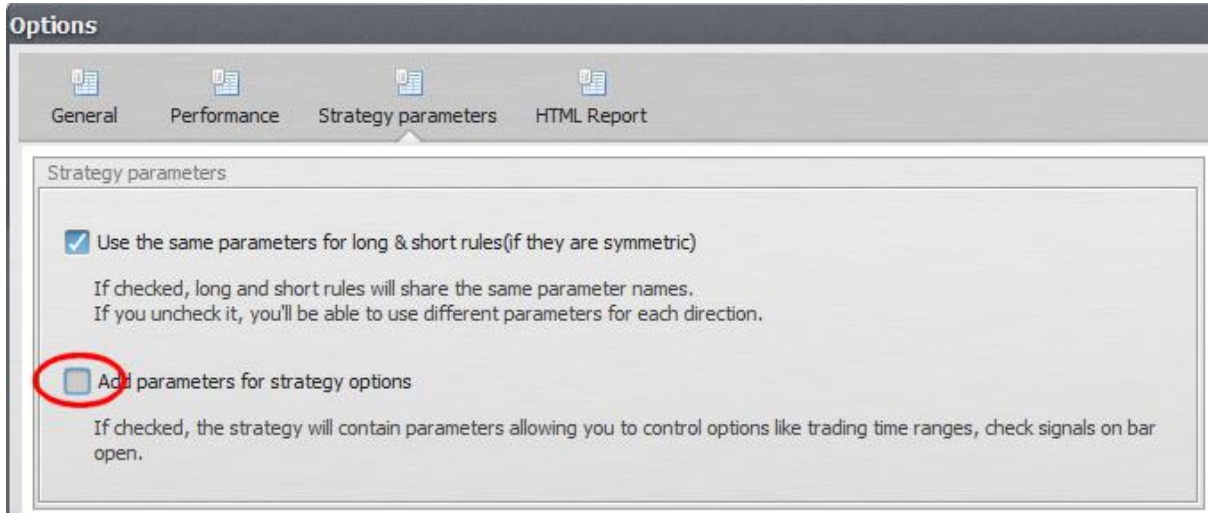 Options
General Performance Strategy parameters HTML Report
Strategy parameters
Use the same parameters for long & short rules(if they are symmetric)
If checked, long and short rules will share the same parameter names.
If you uncheck it, you'll be able to use different parameters for each direction.
Add parameters for strategy options
If checked, the strategy will contain parameters allowing you to control options like trading time ranges, check signals on bar
open.